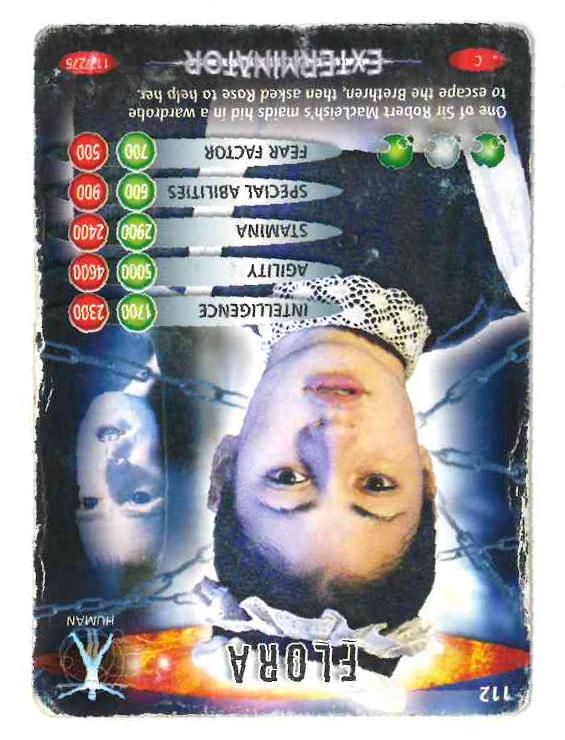 112
FLORA
HUMAN
INTELLIGENCE 1700 2300
AGILITY 5000 4600
STAMINA 2900 2400
SPECIAL ABILITIES 600 900
FEAR FACTOR 700 500
One of Sir Robert MacLeish's maids hid in a wardrobe
to escape the Brethren, then asked Rose to help her.
C
EXTERMINATOR
112/275